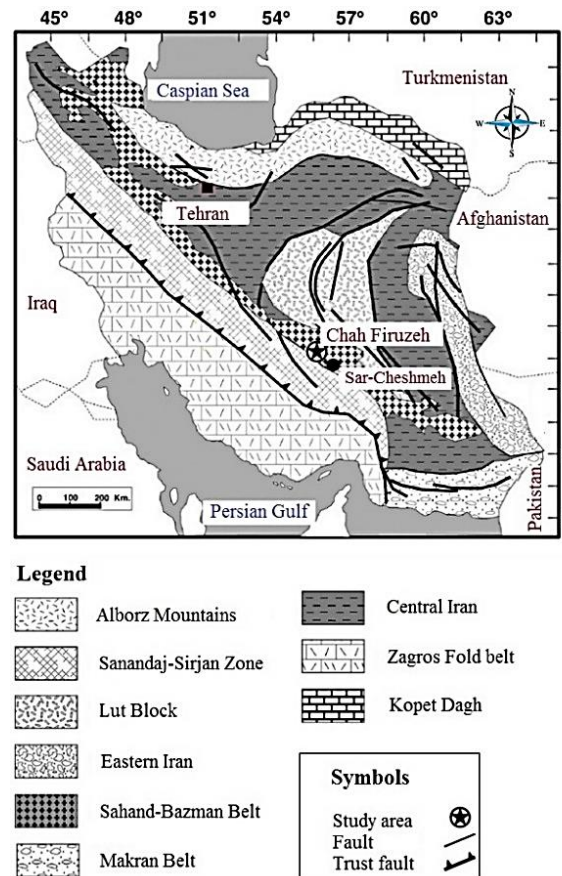 45° 48° 51° 54° 57° 60° 63°
Caspian Sea
Turkmenistan
N
W E
S
Tehran
Afghanistan
Iraq
Chah Firuzeh
Sar-Cheshmeh
Saudi Arabia
0 100 200 Km.
Persian Gulf
Pakistan
Legend
Alborz Mountains
Sanandaj-Sirjan Zone
Lut Block
Eastern Iran
Sahand-Bazman Belt
Makran Belt
Central Iran
Zagros Fold belt
Kopet Dagh
Symbols
Study area
Fault
Trust fault